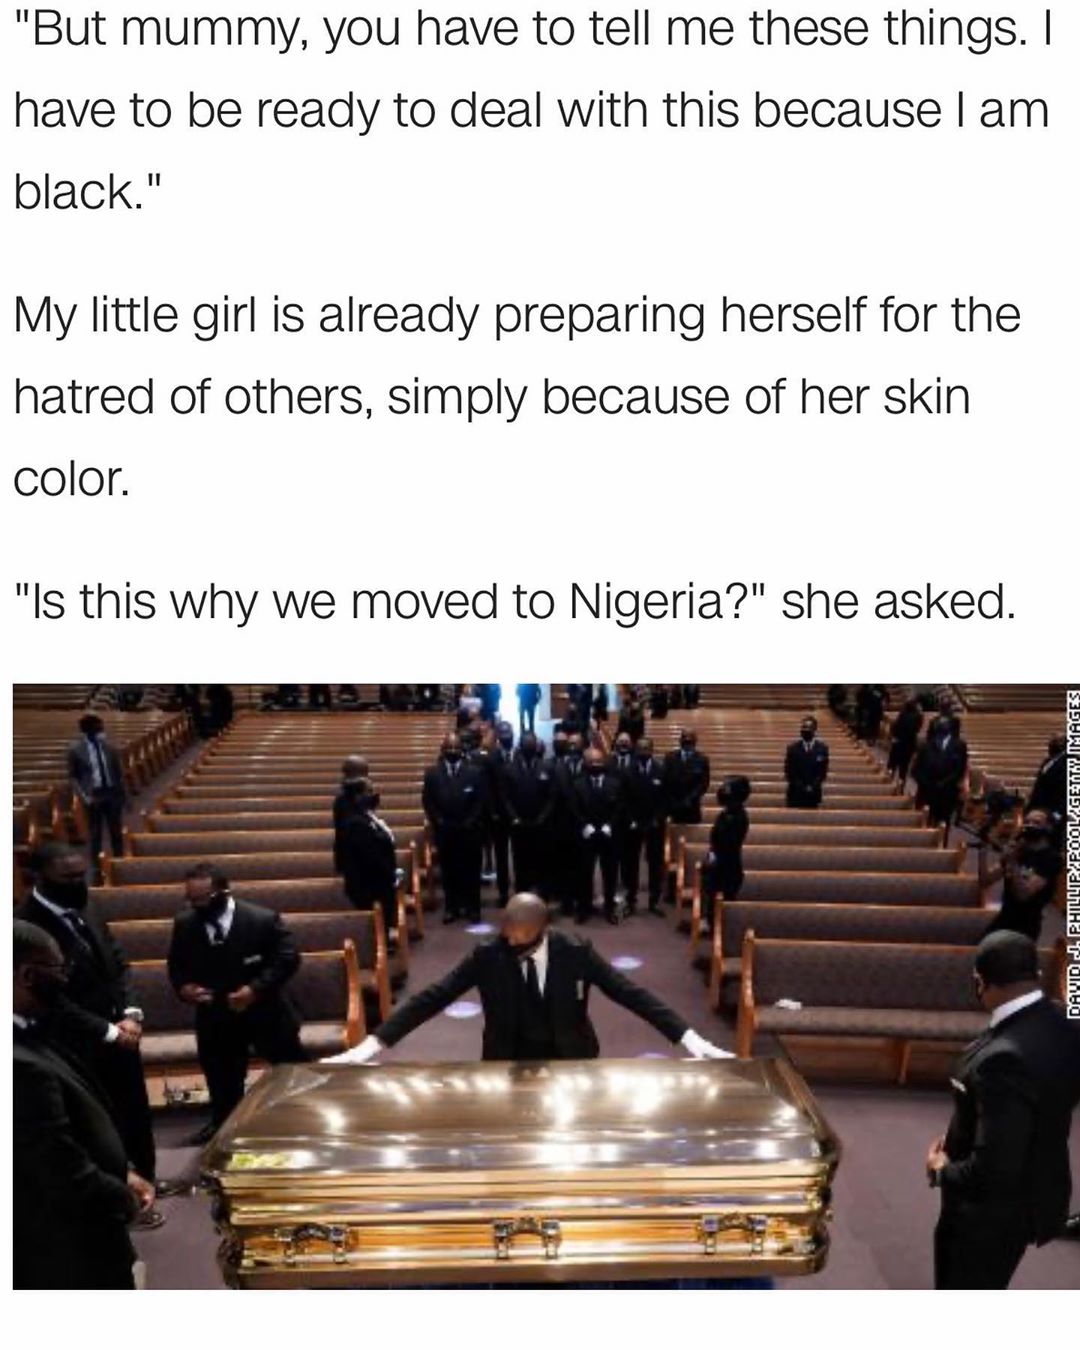 "But mummy, you have to tell me these things. I
have to be ready to deal with this because I am
black."
My little girl is already preparing herself for the
hatred of others, simply because of her skin
color.
"Is this why we moved to Nigeria?" she asked.
DAVID J. PHILLIP/POOL/GETTY IMAGES